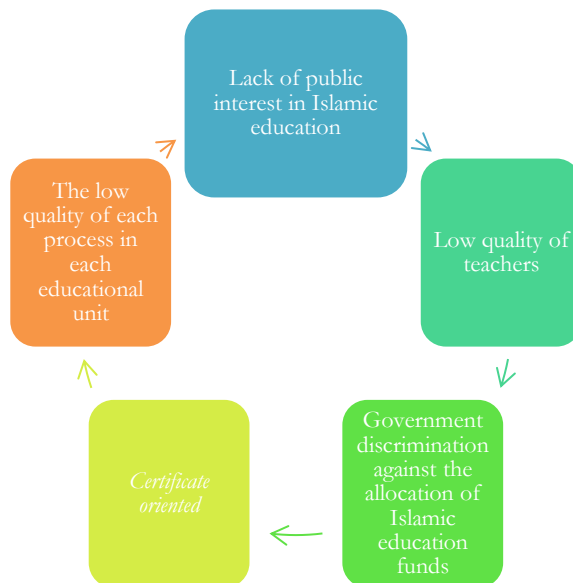 Lack of public
interest in Islamic
education
Low quality of
teachers
Government
discrimination
against the
allocation of
Islamic
education
funds
Certificate
oriented
The low
quality of each
process in
each
educational
unit